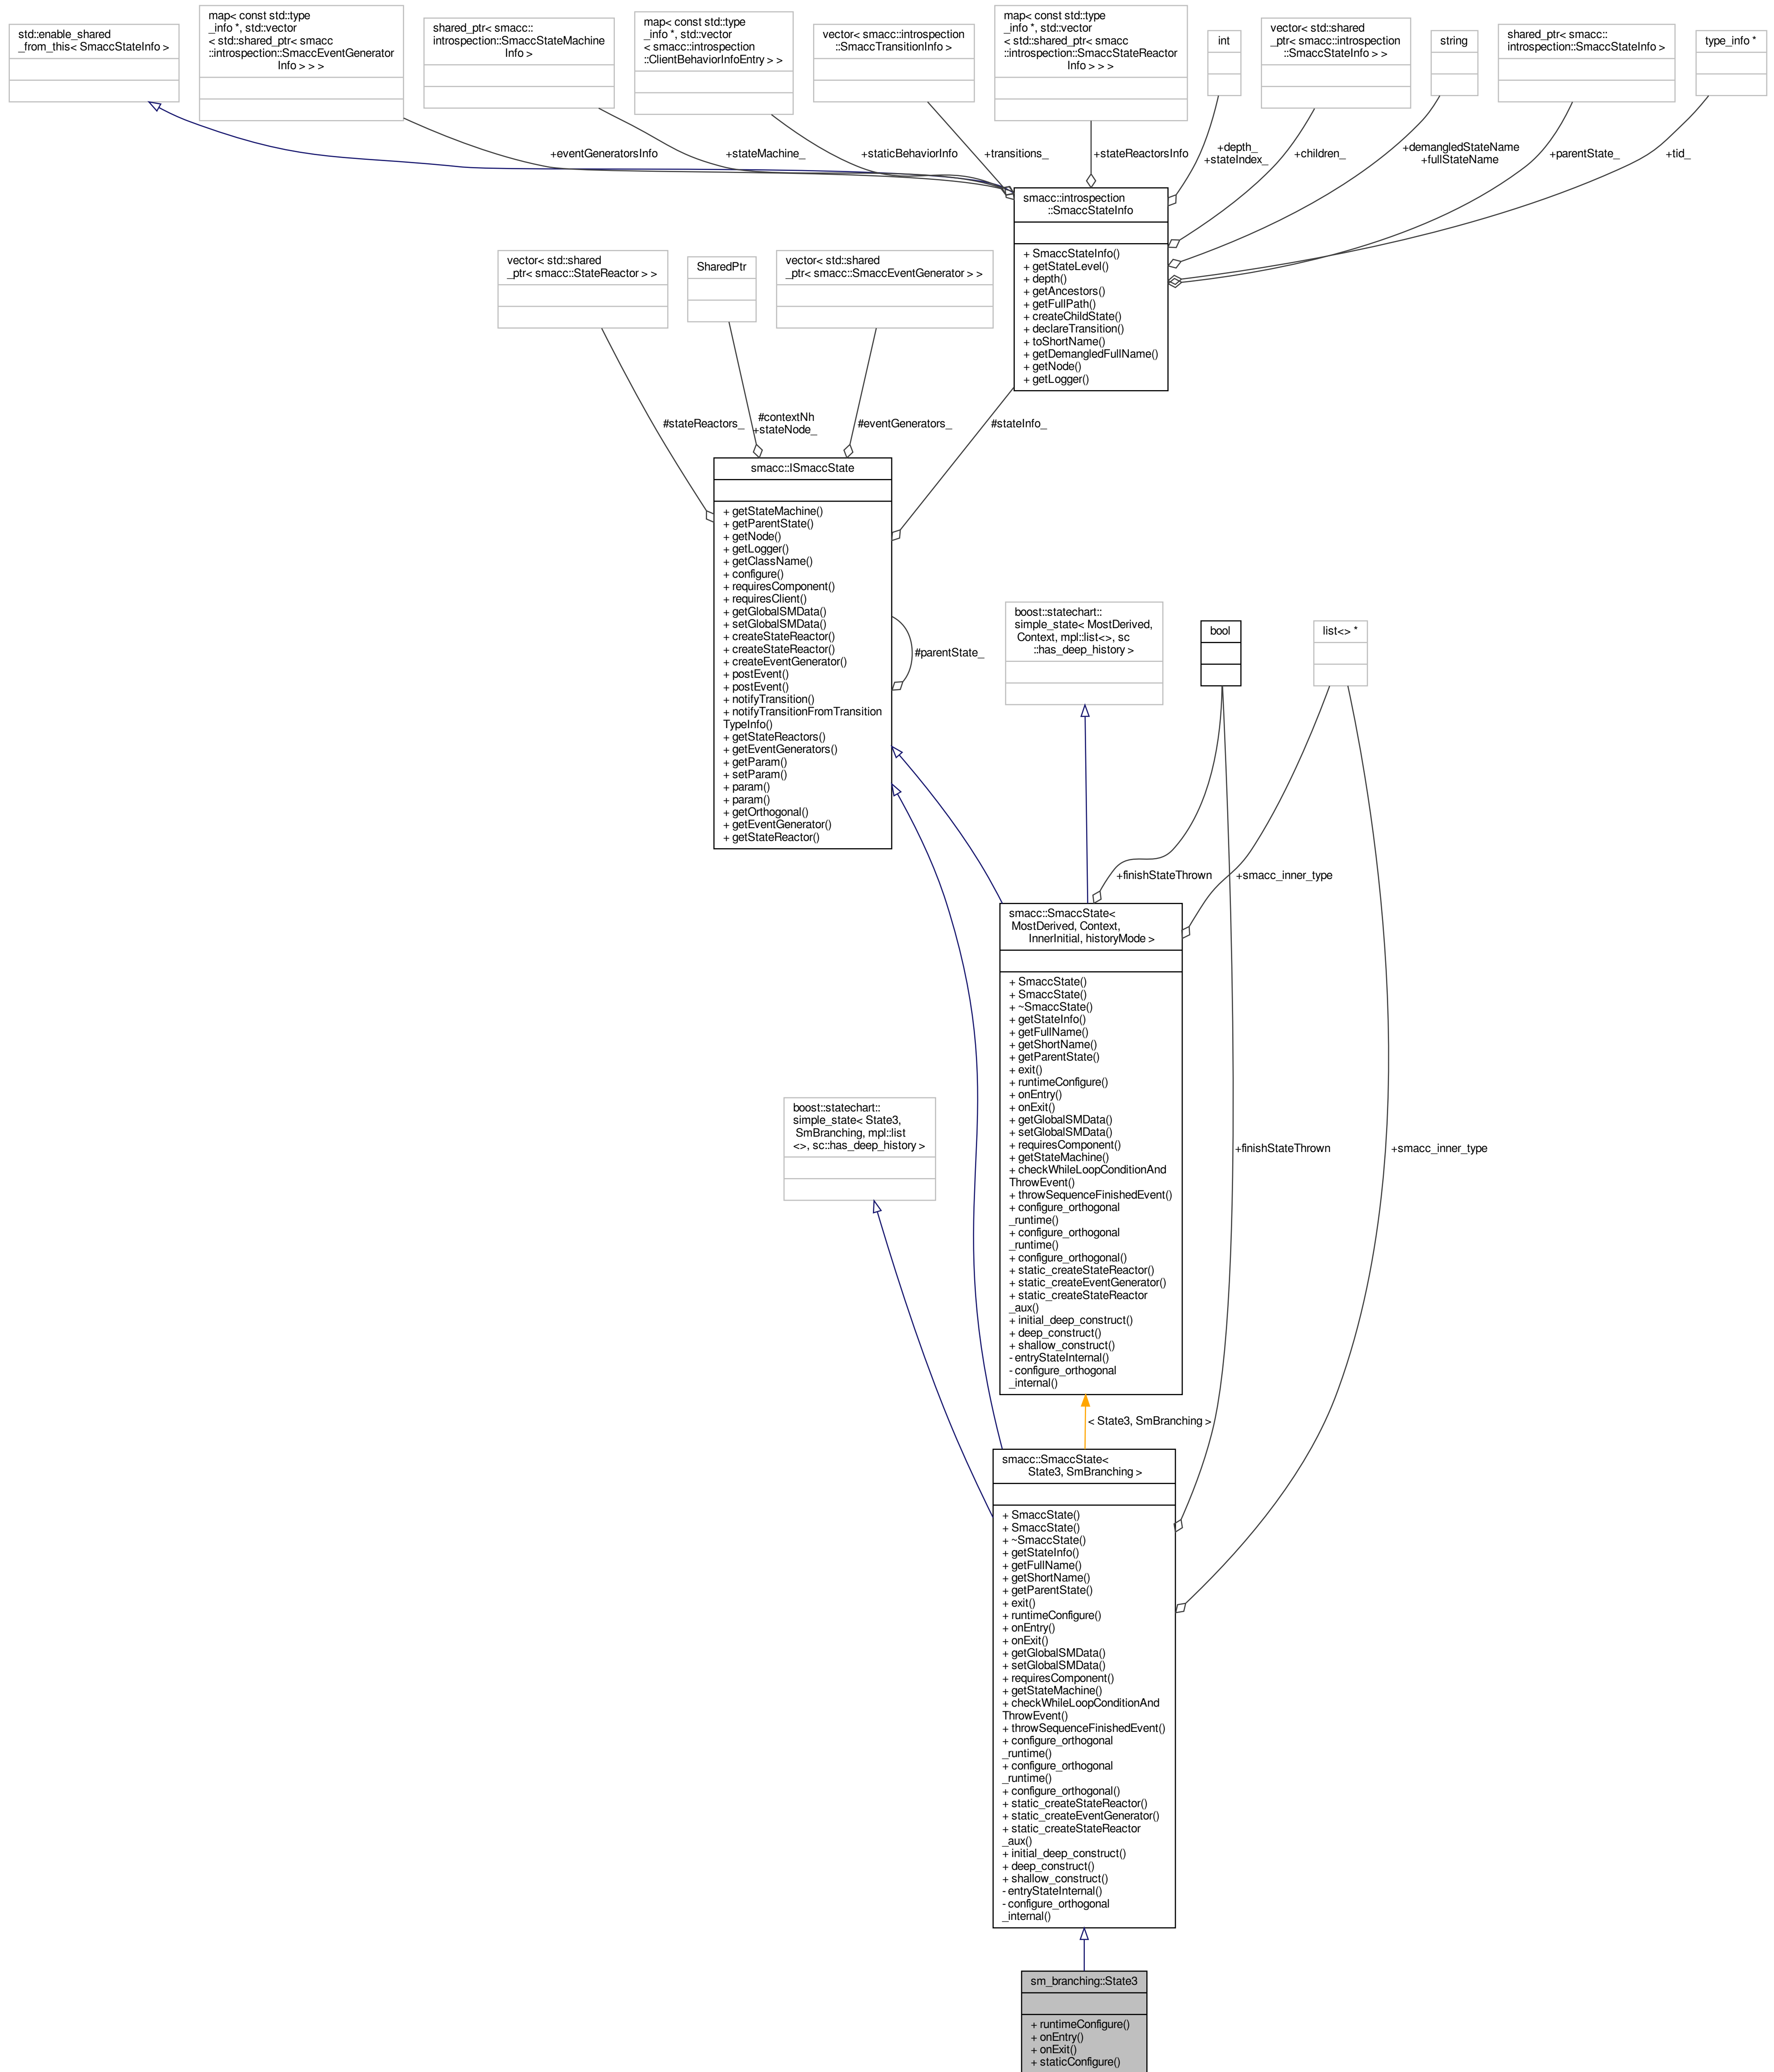 std::enable_shared
_from_this< SmaccStateInfo >
map< const std::type
_info *, std::vector
< std::shared_ptr< smacc
::introspection::SmaccEventGenerator
Info > > >
shared_ptr< smacc::
introspection::SmaccStateMachine
Info >
map< const std::type
_info *, std::vector
< smacc::introspection
::ClientBehaviorInfoEntry > >
vector< smacc::introspection
::SmaccTransitionInfo >
map< const std::type
_info *, std::vector
< std::shared_ptr< smacc
::introspection::SmaccStateReactor
Info > > >
int
vector< std::shared
_ptr< smacc::introspection
::SmaccStateInfo > >
string
shared_ptr< smacc::
introspection::SmaccStateInfo >
type_info *
+eventGeneratorsInfo
+stateMachine_
+staticBehaviorInfo
+transitions_
+stateReactorsInfo
+depth_
+stateIndex_
+children_
+demangledStateName
+fullStateName
+parentState_
+tid_
smacc::introspection
::SmaccStateInfo
+ SmaccStateInfo()
+ getStateLevel()
+ depth()
+ getAncestors()
+ getFullPath()
+ createChildState()
+ declareTransition()
+ toShortName()
+ getDemangledFullName()
+ getNode()
+ getLogger()
vector< std::shared
_ptr< smacc::StateReactor > >
SharedPtr
vector< std::shared
_ptr< smacc::SmaccEventGenerator > >
#stateReactors_
#contextNh
+stateNode_
#eventGenerators_
#stateInfo_
smacc::ISmaccState
+ getStateMachine()
+ getParentState()
+ getNode()
+ getLogger()
+ getClassName()
+ configure()
+ requiresComponent()
+ requiresClient()
+ getGlobalSMData()
+ setGlobalSMData()
+ createStateReactor()
+ createStateReactor()
+ createEventGenerator()
+ postEvent()
+ postEvent()
+ notifyTransition()
+ notifyTransitionFromTransition
TypeInfo()
+ getStateReactors()
+ getEventGenerators()
+ getParam()
+ setParam()
+ param()
+ param()
+ getOrthogonal()
+ getEventGenerator()
+ getStateReactor()
#parentState_
boost::statechart::
simple_state< MostDerived,
Context, mpl::list<>, sc
::has_deep_history >
bool
list<> *
+finishStateThrown
+smacc_inner_type
smacc::SmaccState<
MostDerived, Context,
InnerInitial, historyMode >
+ SmaccState()
+ SmaccState()
+ ~SmaccState()
+ getStateInfo()
+ getFullName()
+ getShortName()
+ getParentState()
+ exit()
+ runtimeConfigure()
+ onEntry()
+ onExit()
+ getGlobalSMData()
+ setGlobalSMData()
+ requiresComponent()
+ getStateMachine()
+ checkWhileLoopConditionAnd
ThrowEvent()
+ throwSequenceFinishedEvent()
+ configure_orthogonal
_runtime()
+ configure_orthogonal
_runtime()
+ configure_orthogonal()
+ static_createStateReactor()
+ static_createEventGenerator()
+ static_createStateReactor
_aux()
+ initial_deep_construct()
+ deep_construct()
+ shallow_construct()
- entryStateInternal()
- configure_orthogonal
_internal()
boost::statechart::
simple_state< State3,
SmBranching, mpl::list
<>, sc::has_deep_history >
+finishStateThrown
+smacc_inner_type
< State3, SmBranching >
smacc::SmaccState<
State3, SmBranching >
+ SmaccState()
+ SmaccState()
+ ~SmaccState()
+ getStateInfo()
+ getFullName()
+ getShortName()
+ getParentState()
+ exit()
+ runtimeConfigure()
+ onEntry()
+ onExit()
+ getGlobalSMData()
+ setGlobalSMData()
+ requiresComponent()
+ getStateMachine()
+ checkWhileLoopConditionAnd
ThrowEvent()
+ throwSequenceFinishedEvent()
+ configure_orthogonal
_runtime()
+ configure_orthogonal
_runtime()
+ configure_orthogonal()
+ static_createStateReactor()
+ static_createEventGenerator()
+ static_createStateReactor
_aux()
+ initial_deep_construct()
+ deep_construct()
+ shallow_construct()
- entryStateInternal()
- configure_orthogonal
_internal()
sm_branching::State3
+ runtimeConfigure()
+ onEntry()
+ onExit()
+ staticConfigure()